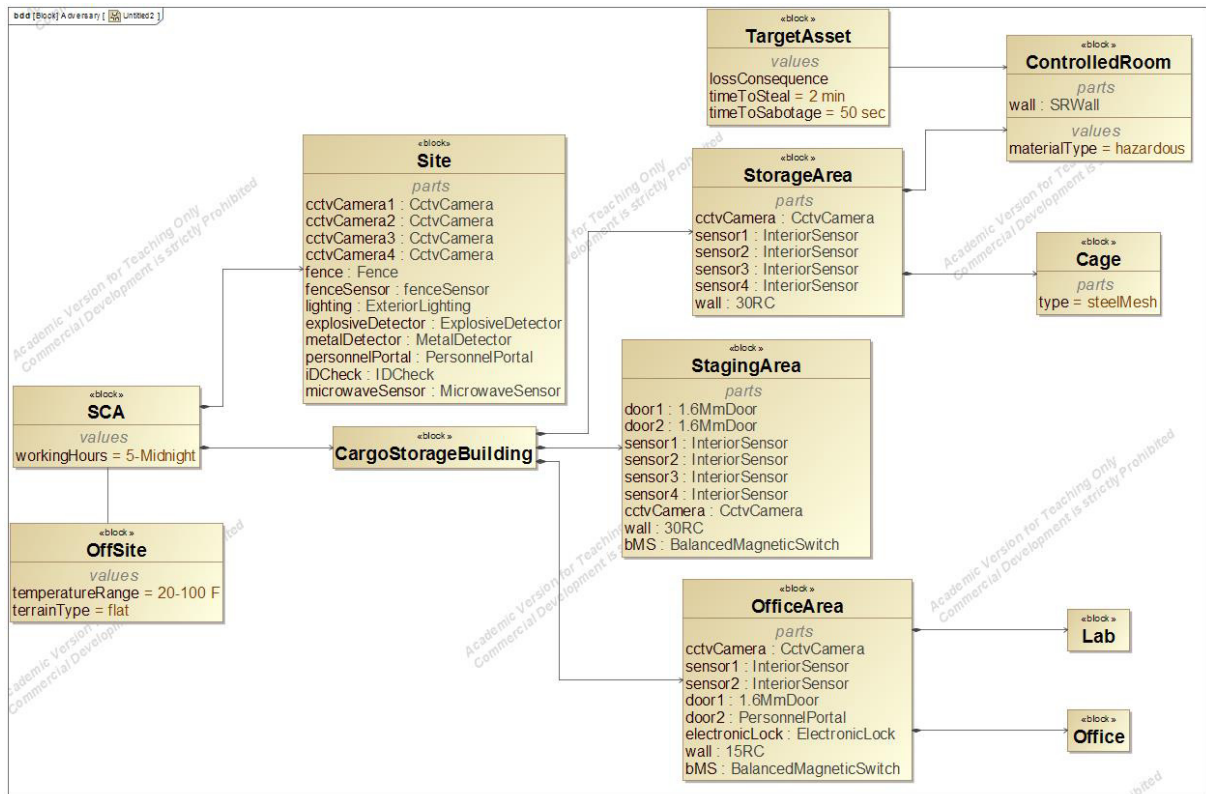 bdd [Block] Adversary [ Untitled2 ]
«block»
TargetAsset
values
lossConsequence
timeToSteal = 2 min
timeToSabotage = 50 sec
«block»
ControlledRoom
parts
wall : SRWall
values
materialType = hazardous
«block»
Site
parts
cctvCamera1 : CctvCamera
cctvCamera2 : CctvCamera
cctvCamera3 : CctvCamera
cctvCamera4 : CctvCamera
fence : Fence
fenceSensor : fenceSensor
lighting : ExteriorLighting
explosiveDetector : ExplosiveDetector
metalDetector : MetalDetector
personnelPortal : PersonnelPortal
iDCheck : IDCheck
microwaveSensor : MicrowaveSensor
«block»
StorageArea
parts
cctvCamera : CctvCamera
sensor1 : InteriorSensor
sensor2 : InteriorSensor
sensor3 : InteriorSensor
sensor4 : InteriorSensor
wall : 30RC
«block»
Cage
parts
type = steelMesh
«block»
SCA
values
workingHours = 5-Midnight
«block»
CargoStorageBuilding
«block»
StagingArea
parts
door1 : 1.6MmDoor
door2 : 1.6MmDoor
sensor1 : InteriorSensor
sensor2 : InteriorSensor
sensor3 : InteriorSensor
sensor4 : InteriorSensor
cctvCamera : CctvCamera
wall : 30RC
bMS : BalancedMagneticSwitch
«block»
OffSite
values
temperatureRange = 20-100 F
terrainType = flat
«block»
OfficeArea
parts
cctvCamera : CctvCamera
sensor1 : InteriorSensor
sensor2 : InteriorSensor
door1 : 1.6MmDoor
door2 : PersonnelPortal
electronicLock : ElectronicLock
wall : 15RC
bMS : BalancedMagneticSwitch
«block»
Lab
«block»
Office
Academic Version for Teaching Only
Commercial Development is strictly Prohibited